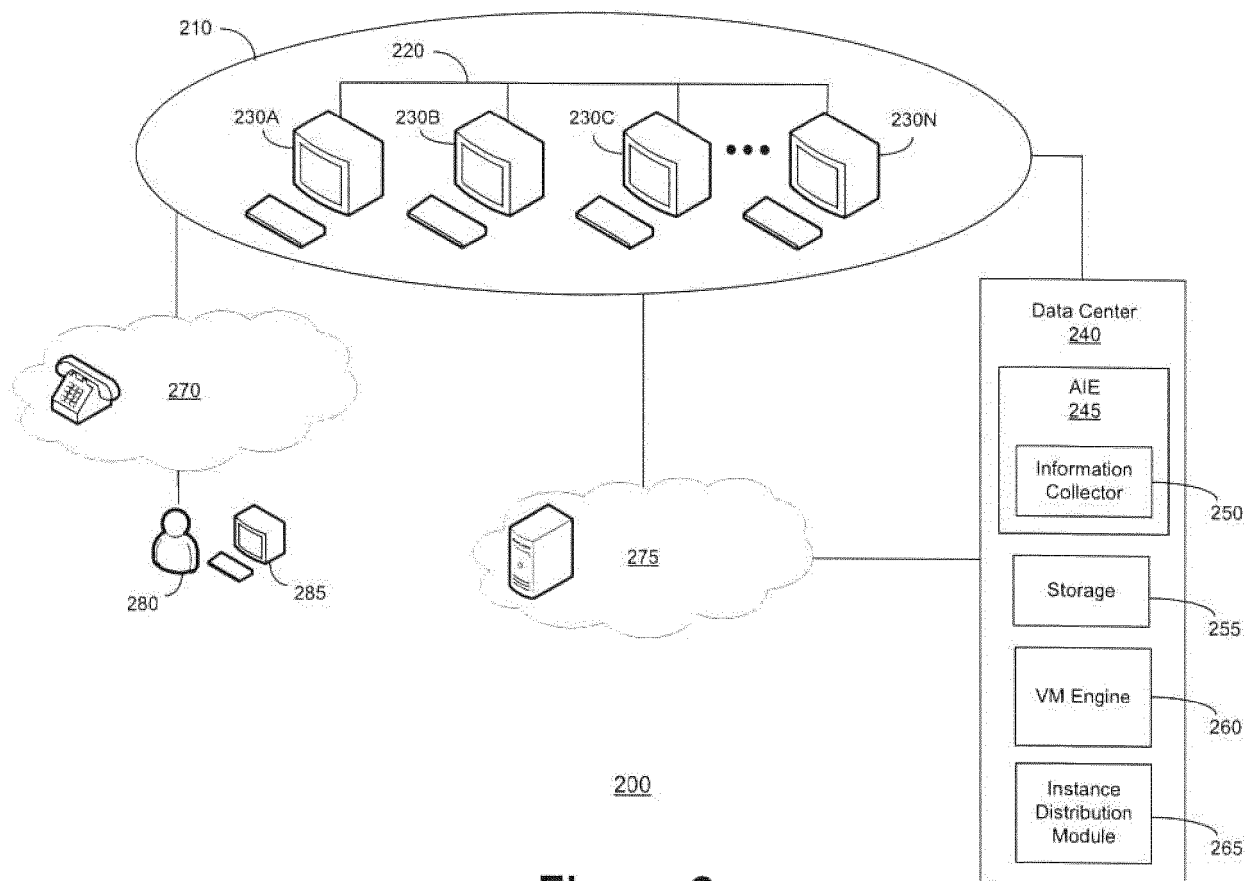 210
220
230A
230B
230C
230N
Data Center
240
AIE
245
Information
Collector
250
270
275
280
285
Storage
255
VM Engine
260
200
Instance
Distribution
Module
265